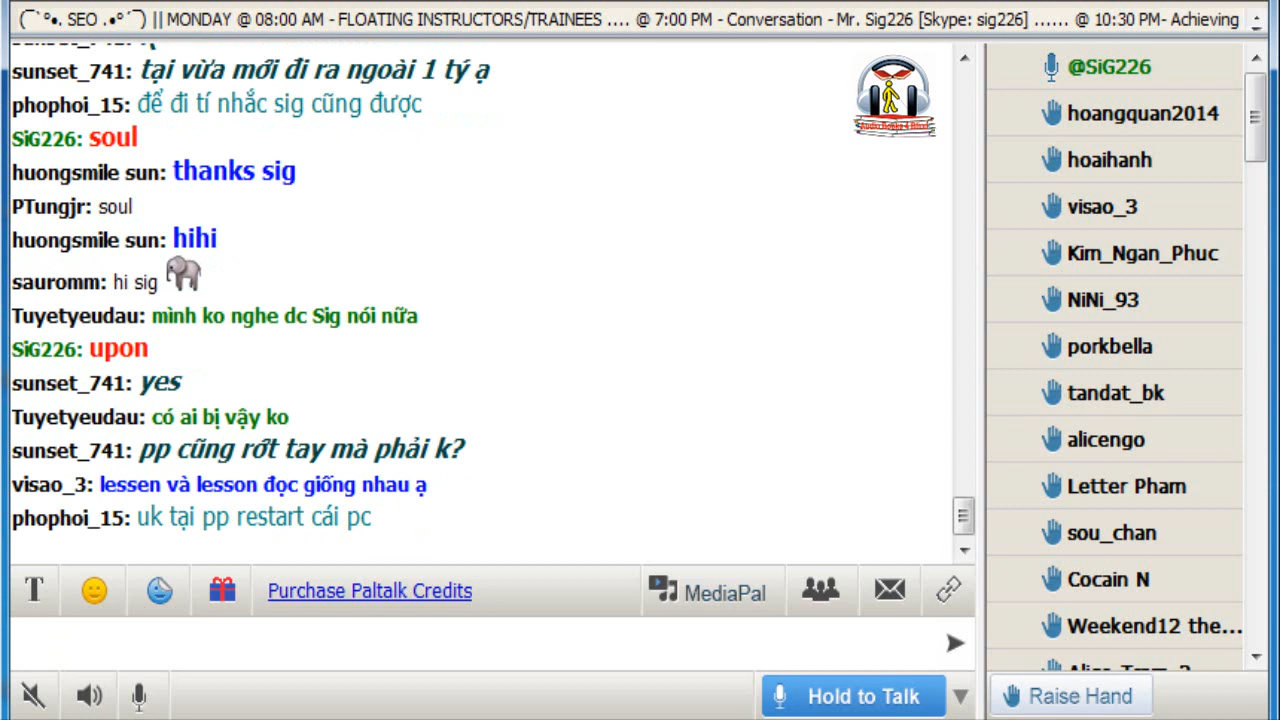 (¯`°•. SEO .•°´¯) || MONDAY @ 08:00 AM - FLOATING INSTRUCTORS/TRAINEES .... @ 7:00 PM - Conversation - Mr. Sig226 [Skype: sig226] ...... @ 10:30 PM- Achieving
sunset_741: tại vừa mới đi ra ngoài 1 tý ạ
phophoi_15: để đi tí nhắc sig cũng được
SiG226: soul
huongsmile sun: thanks sig
PTungjr: soul
huongsmile sun: hihi
sauromm: hi sig
Tuyetyeudau: mình ko nghe dc Sig nói nữa
SiG226: upon
sunset_741: yes
Tuyetyeudau: có ai bị vậy ko
sunset_741: pp cũng rớt tay mà phải k?
visao_3: lessen và lesson đọc giống nhau ạ
phophoi_15: uk tại pp restart cái pc
T
Purchase Paltalk Credits
MediaPal
Hold to Talk
@SiG226
hoangquan2014
hoaihanh
visao_3
Kim_Ngan_Phuc
NiNi_93
porkbella
tandat_bk
alicengo
Letter Pham
sou_chan
Cocain N
Weekend12 the...
Raise Hand